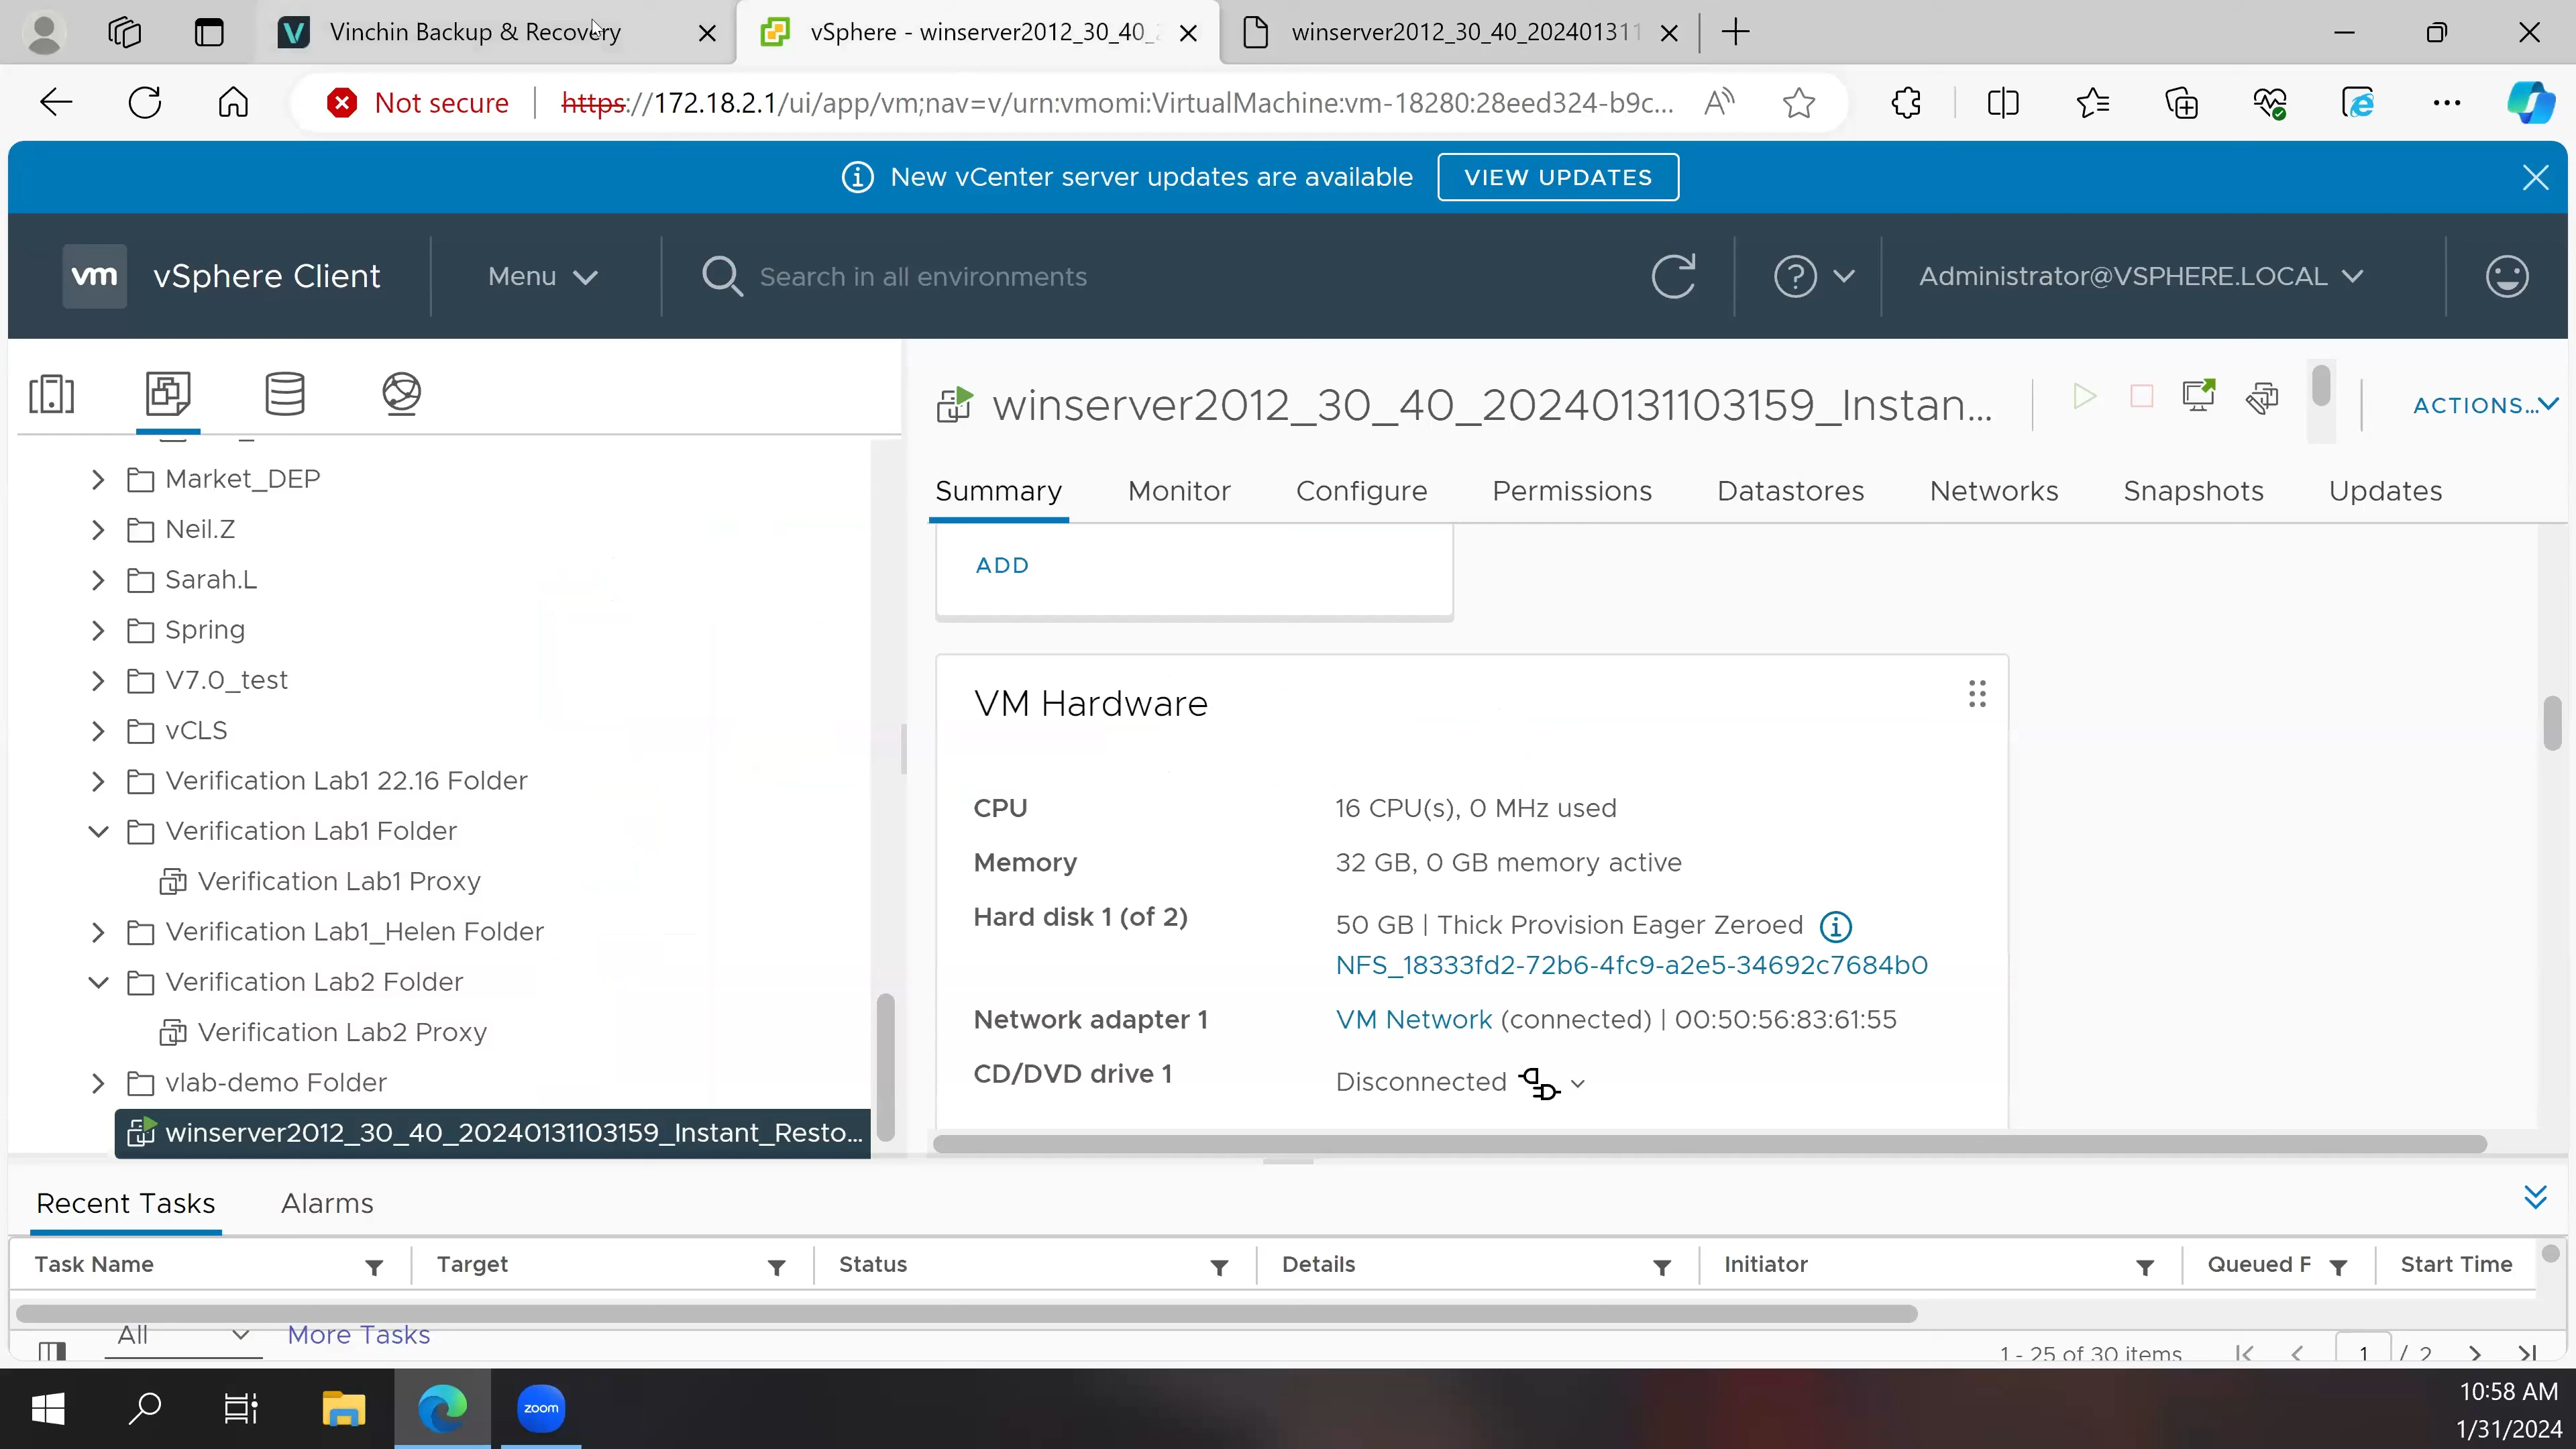 Vinchin Backup & Recovery
vSphere - winserver2012_30_40_2
winserver2012_30_40_202401311
Not secure
https://172.18.2.1/ui/app/vm;nav=v/urn:vmomi:VirtualMachine:vm-18280:28eed324-b9c...
New vCenter server updates are available
VIEW UPDATES
vm
vSphere Client
Menu
Search in all environments
Administrator@VSPHERE.LOCAL
winserver2012_30_40_20240131103159_Instan...
ACTIONS...
Summary
Monitor
Configure
Permissions
Datastores
Networks
Snapshots
Updates
Market_DEP
Neil.Z
Sarah.L
Spring
V7.0_test
vCLS
Verification Lab1 22.16 Folder
Verification Lab1 Folder
Verification Lab1 Proxy
Verification Lab1_Helen Folder
Verification Lab2 Folder
Verification Lab2 Proxy
vlab-demo Folder
winserver2012_30_40_20240131103159_Instant_Resto...
ADD
VM Hardware
CPU
16 CPU(s), 0 MHz used
Memory
32 GB, 0 GB memory active
Hard disk 1 (of 2)
50 GB | Thick Provision Eager Zeroed
NFS_18333fd2-72b6-4fc9-a2e5-34692c7684b0
Network adapter 1
VM Network (connected) | 00:50:56:83:61:55
CD/DVD drive 1
Disconnected
Recent Tasks
Alarms
Task Name
Target
Status
Details
Initiator
Queued F
Start Time
All
More Tasks
1 - 25 of 30 items
1
/ 2
zoom
10:58 AM
1/31/2024